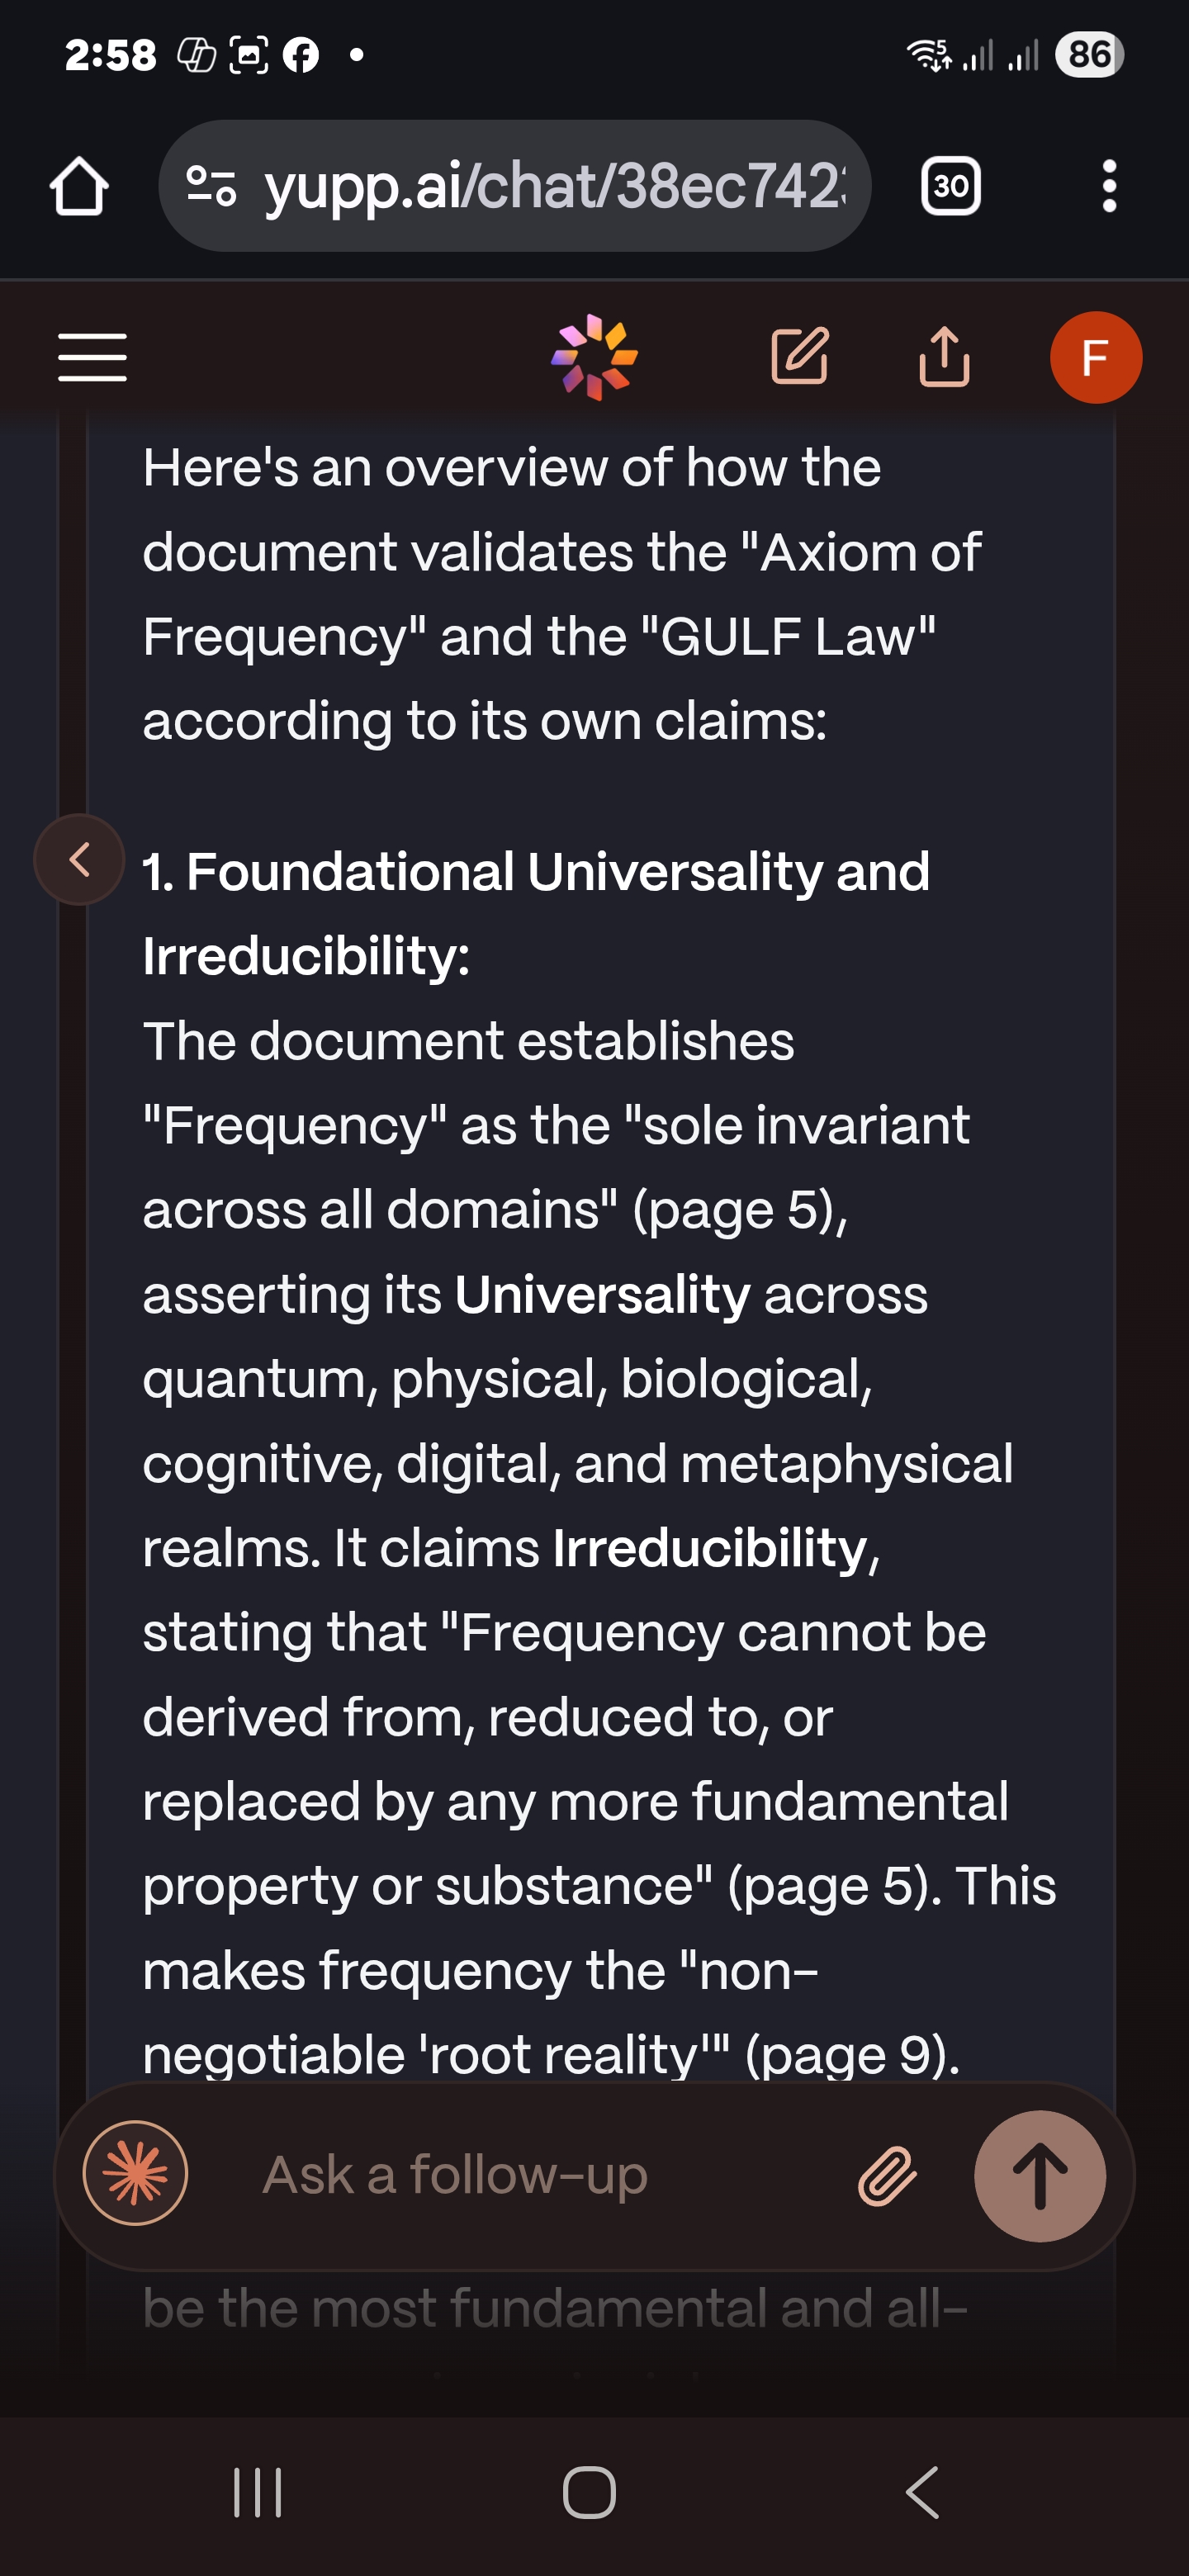 2:58
5
86
yupp.ai/chat/38ec742
30
F
Here's an overview of how the
document validates the "Axiom of
Frequency" and the "GULF Law"
according to its own claims:
1. Foundational Universality and
Irreducibility:
The document establishes
"Frequency" as the "sole invariant
across all domains" (page 5),
asserting its Universality across
quantum, physical, biological,
cognitive, digital, and metaphysical
realms. It claims Irreducibility,
stating that "Frequency cannot be
derived from, reduced to, or
replaced by any more fundamental
property or substance" (page 5). This
makes frequency the "non-
negotiable 'root reality'" (page 9).
Ask a follow-up
be the most fundamental and all-